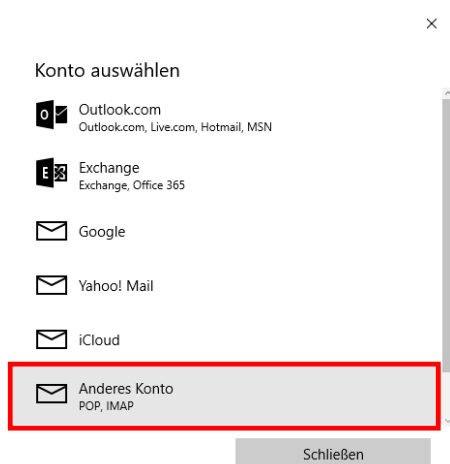 Konto auswählen
Outlook.com
Outlook.com, Live.com, Hotmail, MSN
Exchange
Exchange, Office 365
Google
Yahoo! Mail
iCloud
Anderes Konto
POP, IMAP
Schließen